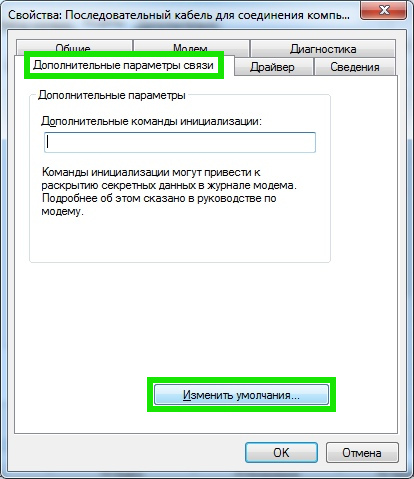 Свойства: Последовательный кабель для соединения компь...
Общие Модем Диагностика
Дополнительные параметры связи Драйвер Сведения
Дополнительные параметры
Дополнительные команды инициализации:
Команды инициализации могут привести к
раскрытию секретных данных в журнале модема.
Подробнее об этом сказано в руководстве по
модему.
Изменить умолчания...
OK Отмена